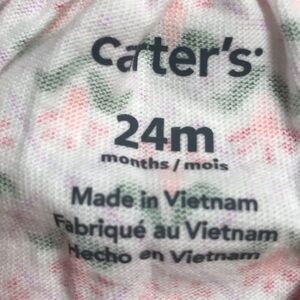 carter's
24m
months / mois
Made in Vietnam
Fabriqué au Vietnam
Hecho en Vietnam